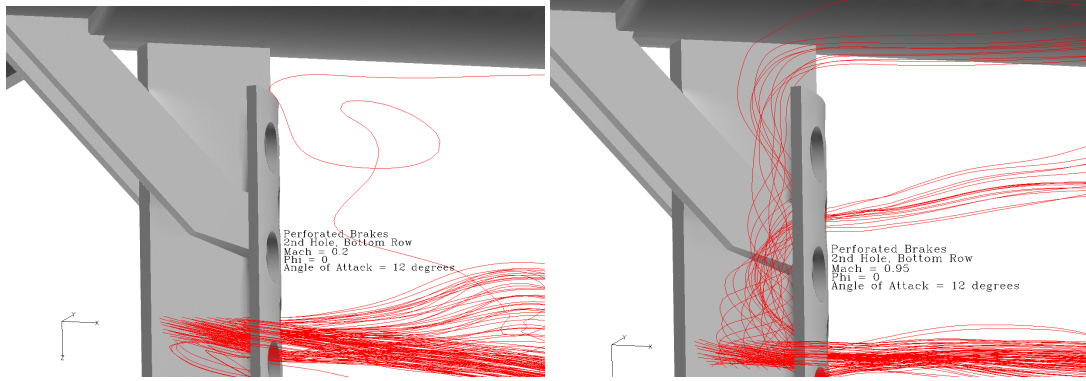 Perforated Brakes
2nd Hole, Bottom Row
Mach = 0.2
Phi = 0
Angle of Attack = 12 degrees
Y
X
Z
Perforated Brakes
2nd Hole, Bottom Row
Mach = 0.95
Phi = 0
Angle of Attack = 12 degrees
Y
X